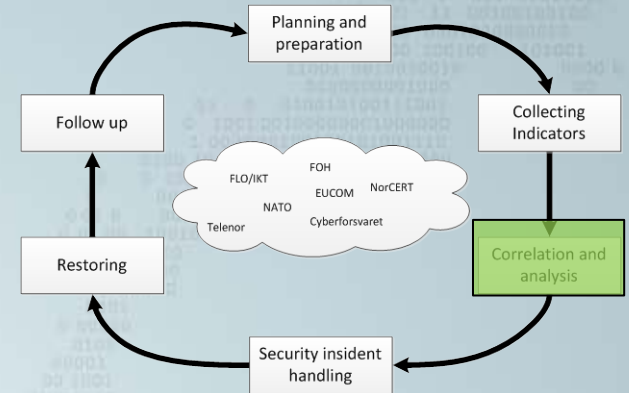 Planning and
preparation
Collecting
Indicators
Correlation and
analysis
Security insident
handling
Restoring
Follow up
FLO/IKT
FOH
NATO
EUCOM
NorCERT
Telenor
Cyberforsvaret